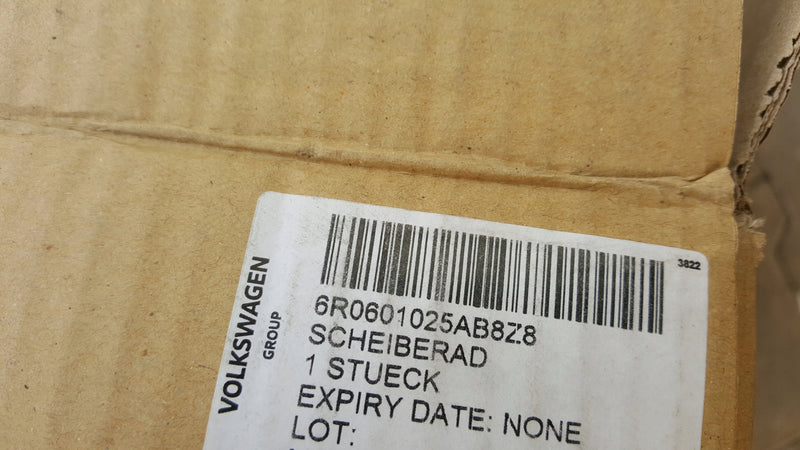 3822
VOLKSWAGEN
GROUP
6R0601025AB8Z8
SCHEIBERAD
1 STUECK
EXPIRY DATE: NONE
LOT: